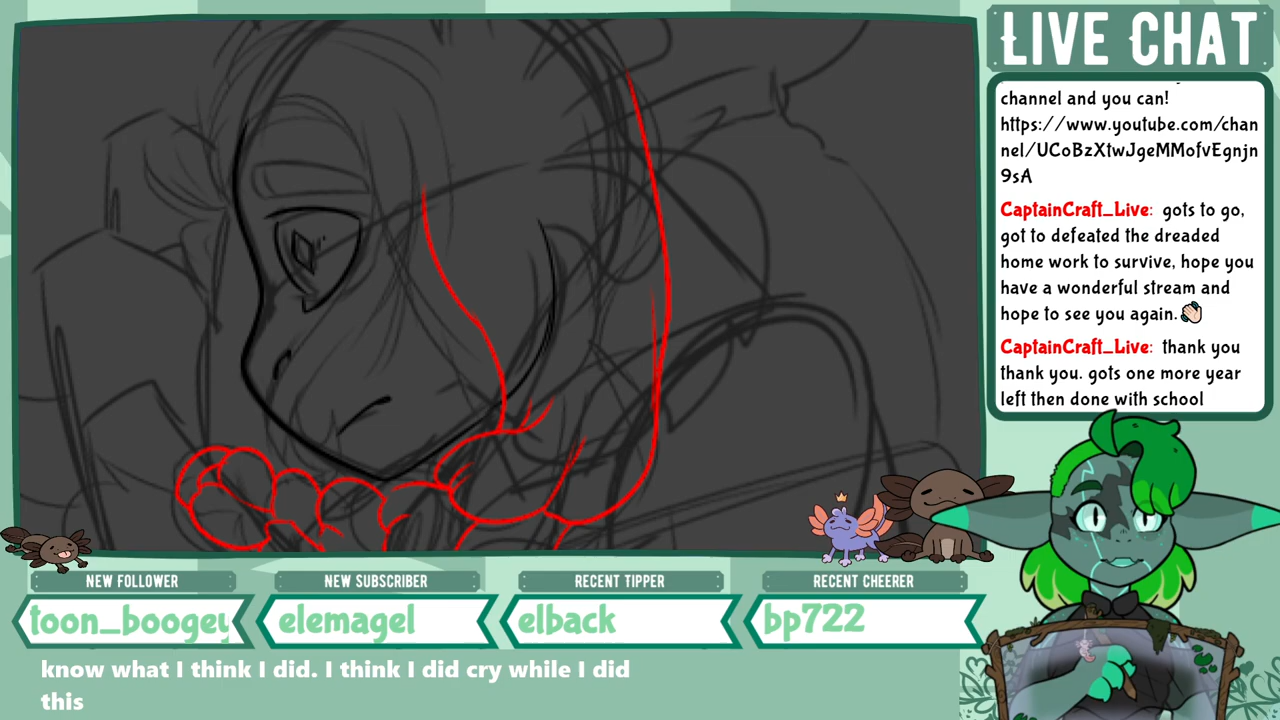 LIVE CHAT
channel and you can!
https://www.youtube.com/chan
nel/UCoBzXtwJgeMMofvEgnjn
9sA
CaptainCraft_Live: gots to go,
got to defeated the dreaded
home work to survive, hope you
have a wonderful stream and
hope to see you again.
CaptainCraft_Live: thank you
thank you. gots one more year
left then done with school
NEW FOLLOWER
toon_boogey
NEW SUBSCRIBER
elemagel
RECENT TIPPER
elback
RECENT CHEERER
bp722
know what I think I did. I think I did cry while I did
this